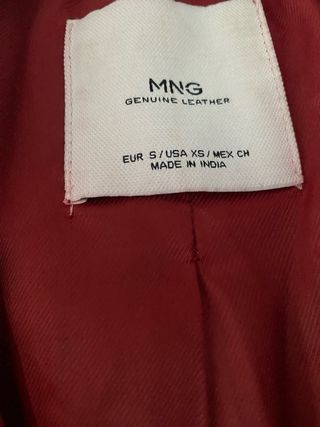 MNG
GENUINE LEATHER
EUR S / USA XS / MEX CH
MADE IN INDIA